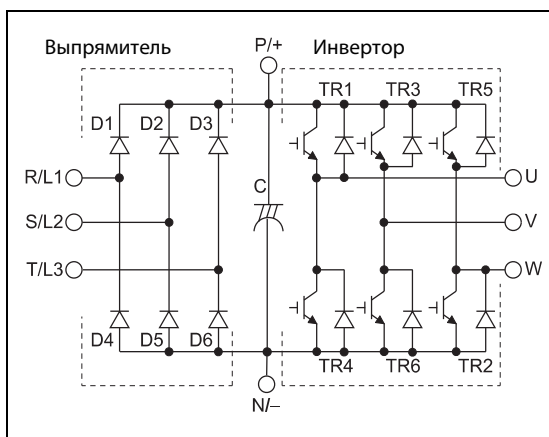 Выпрямитель
P/+
Инвертор
D1 D2 D3
TR1 TR3 TR5
R/L1
C
U
S/L2
V
T/L3
W
D4 D5 D6
TR4 TR6 TR2
N/−